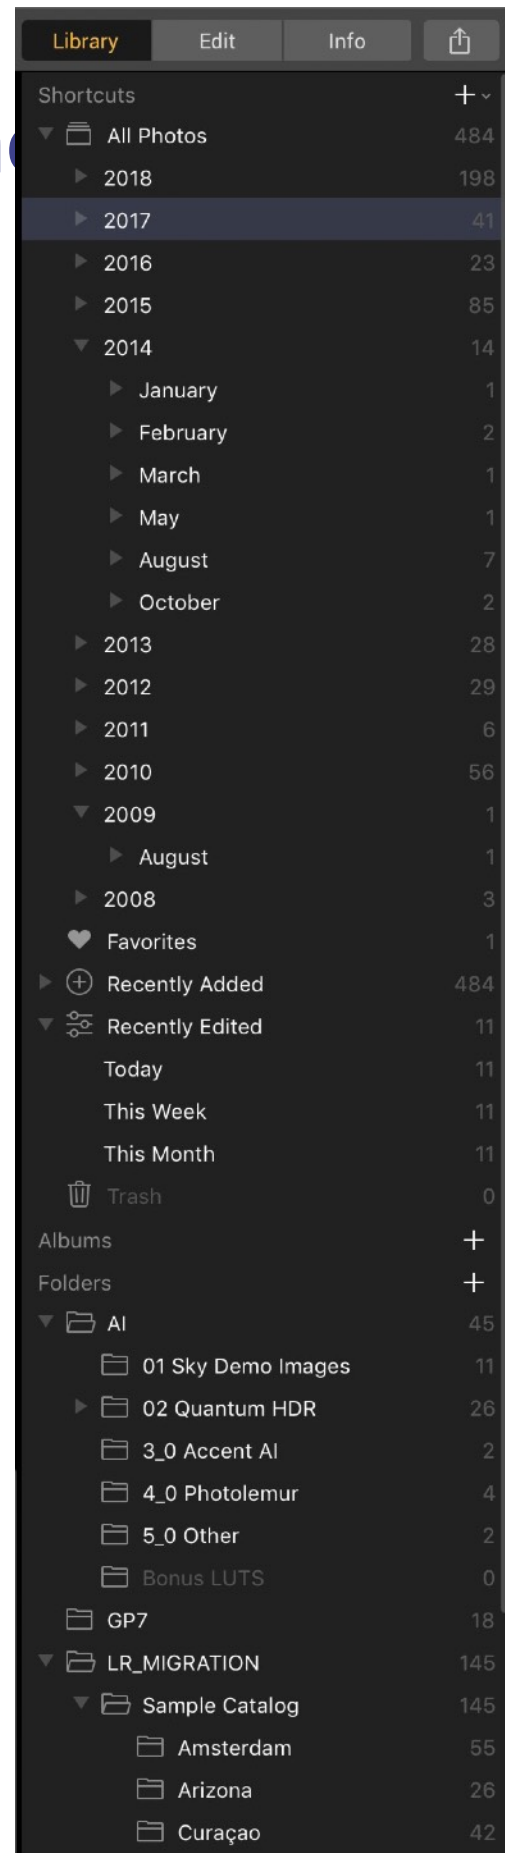 Library Edit Info
Shortcuts
All Photos 484
2018 198
2017 41
2016 23
2015 85
2014 14
January 1
February 2
March 1
May 1
August 7
October 2
2013 28
2012 29
2011 6
2010 56
2009 1
August 1
2008 3
Favorites 1
Recently Added 484
Recently Edited 11
Today 11
This Week 11
This Month 11
Trash 0
Albums +
Folders +
AI 45
01 Sky Demo Images 11
02 Quantum HDR 26
3_0 Accent AI 2
4_0 Photolemur 4
5_0 Other 2
Bonus LUTS 0
GP7 18
LR_MIGRATION 145
Sample Catalog 145
Amsterdam 55
Arizona 26
Curaçao 42